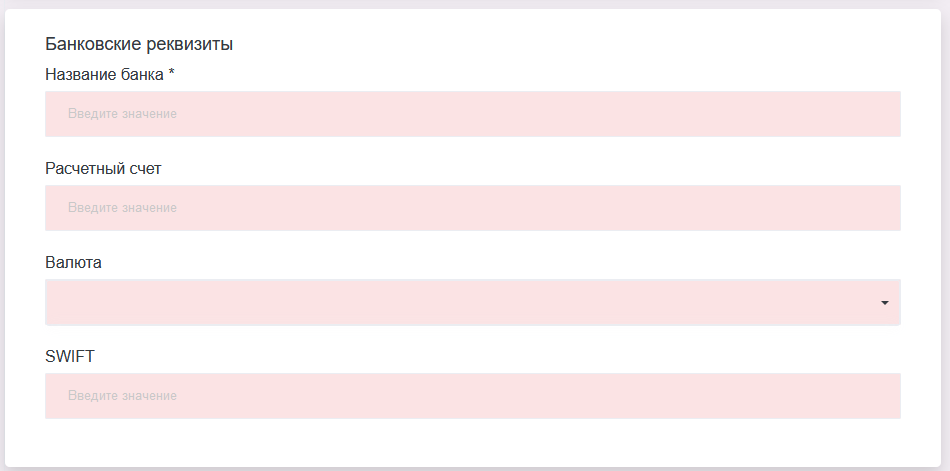 Банковские реквизиты
Название банка *
Введите значение
Расчетный счет
Введите значение
Валюта
SWIFT
Введите значение